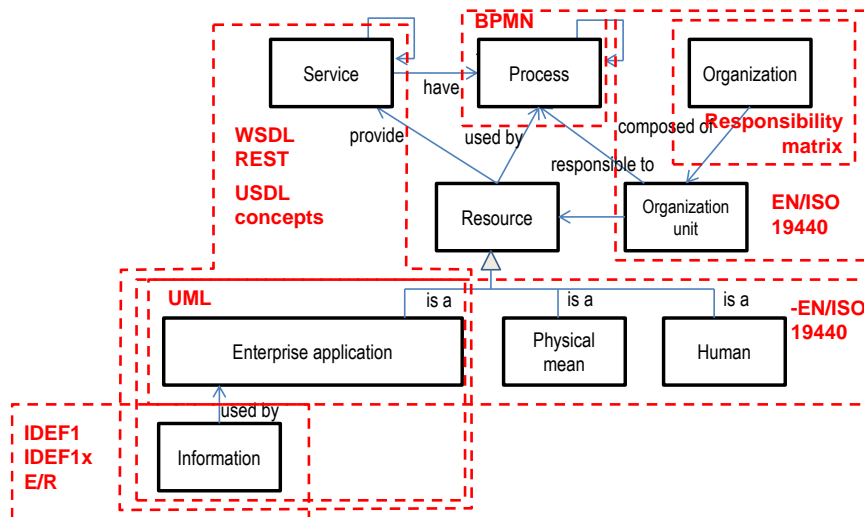 BPMN
Service
Process
Organization
have
WSDL
REST
provide
used by
composed of
Responsibility
matrix
responsible to
USDL
concepts
Resource
Organization
unit
EN/ISO
19440
UML
is a
is a
is a
-EN/ISO
19440
Enterprise application
Physical
mean
Human
used by
IDEF1
IDEF1x
E/R
Information